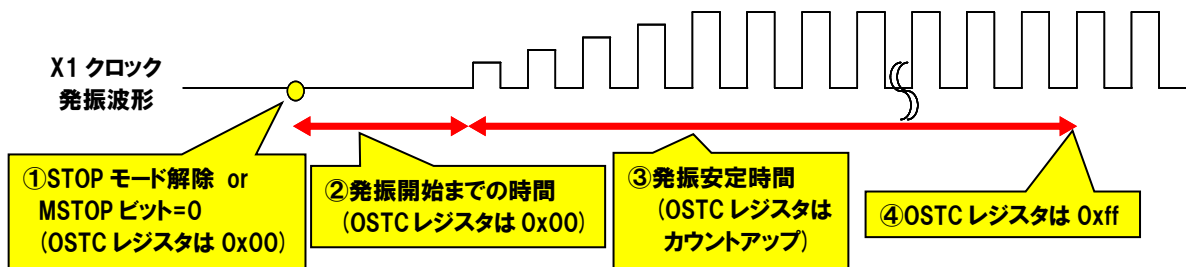 X1 クロック
発振波形
①STOP モード解除 or
MSTOP ビット=0
(OSTC レジスタは 0x00)
②発振開始までの時間
(OSTC レジスタは 0x00)
③発振安定時間
(OSTC レジスタは
カウントアップ)
④OSTC レジスタは 0xff